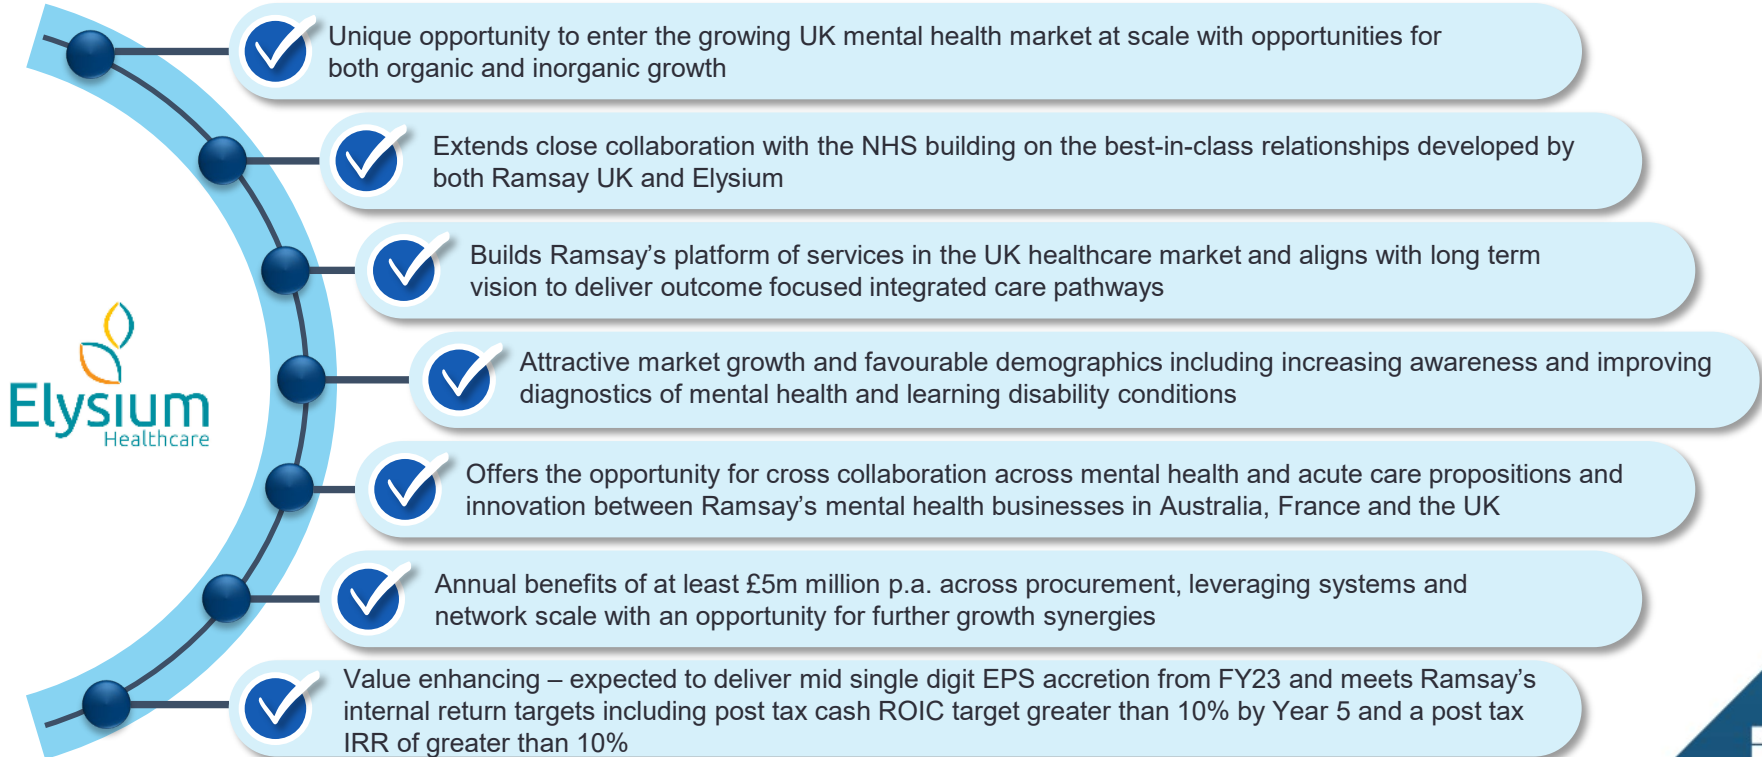 Unique opportunity to enter the growing UK mental health market at scale with opportunities for
both organic and inorganic growth
Extends close collaboration with the NHS building on the best-in-class relationships developed by
both Ramsay UK and Elysium
Builds Ramsay’s platform of services in the UK healthcare market and aligns with long term
vision to deliver outcome focused integrated care pathways
Attractive market growth and favourable demographics including increasing awareness and improving
diagnostics of mental health and learning disability conditions
Elysium
Healthcare
Offers the opportunity for cross collaboration across mental health and acute care propositions and
innovation between Ramsay’s mental health businesses in Australia, France and the UK
Annual benefits of at least £5m million p.a. across procurement, leveraging systems and
network scale with an opportunity for further growth synergies
Value enhancing – expected to deliver mid single digit EPS accretion from FY23 and meets Ramsay’s
internal return targets including post tax cash ROIC target greater than 10% by Year 5 and a post tax
IRR of greater than 10%